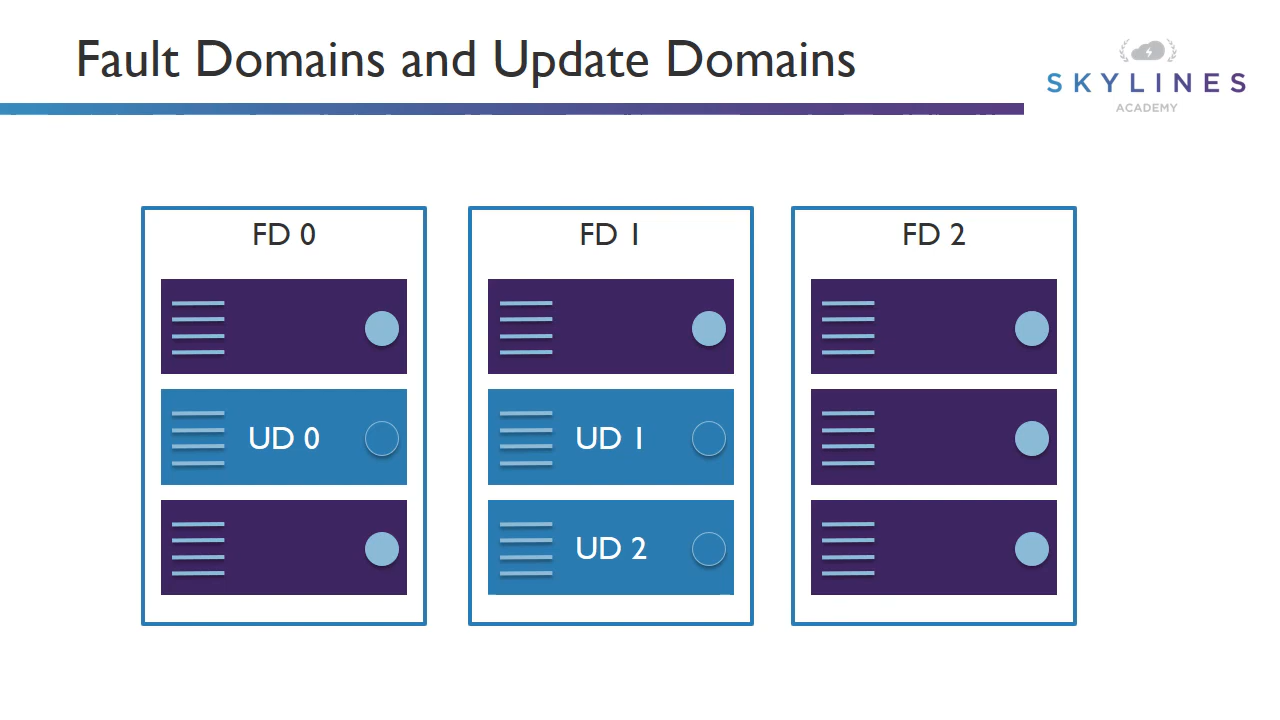 Fault Domains and Update Domains
SKYLINES
ACADEMY
FD 0
FD 1
FD 2
UD 0
UD 1
UD 2